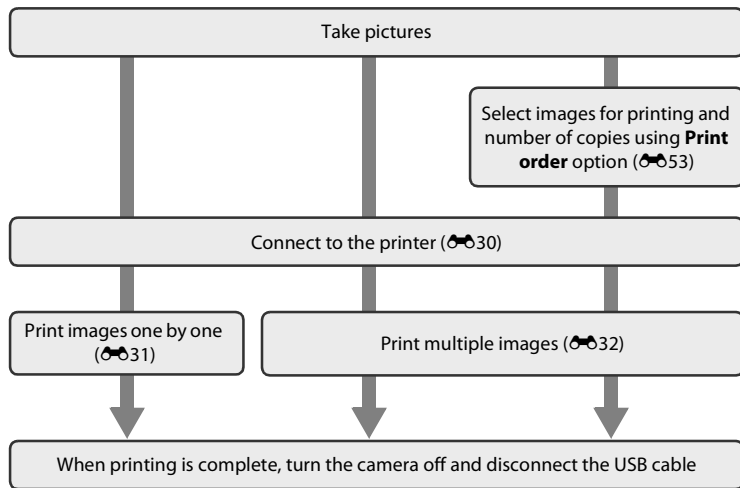 Take pictures
Select images for printing and
number of copies using Print
order option (53)
Connect to the printer (30)
Print images one by one
(31)
Print multiple images (32)
When printing is complete, turn the camera off and disconnect the USB cable